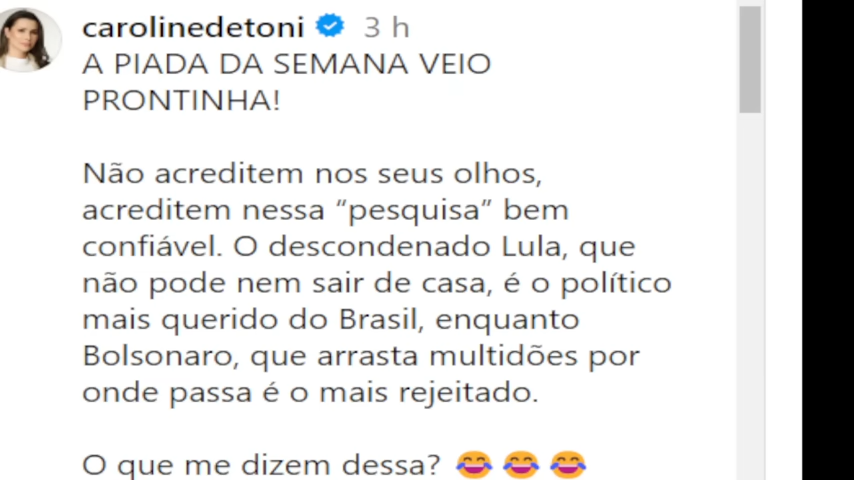 carolinedetoni 3 h
A PIADA DA SEMANA VEIO
PRONTINHA!
Não acreditem nos seus olhos,
acreditem nessa “pesquisa” bem
confiável. O descondenado Lula, que
não pode nem sair de casa, é o político
mais querido do Brasil, enquanto
Bolsonaro, que arrasta multidões por
onde passa é o mais rejeitado.
O que me dizem dessa? 😂 😂 😂